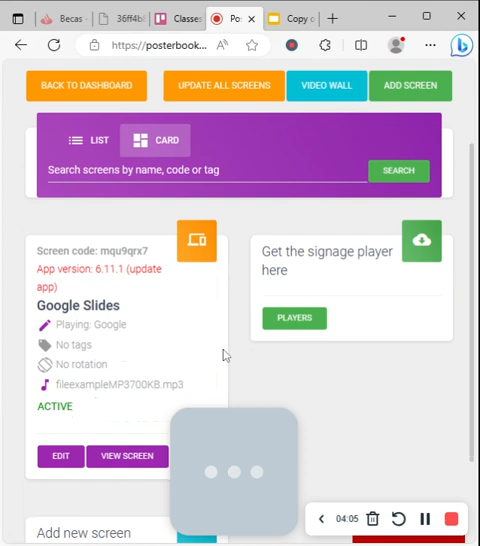 Becas -
36ff4b
Classes
Po
Copy o
https://posterbook...
BACK TO DASHBOARD
UPDATE ALL SCREENS
VIDEO WALL
ADD SCREEN
LIST
CARD
Search screens by name, code or tag
SEARCH
Screen code: mqu9qrx7
App version: 6.11.1 (update
app)
Google Slides
Playing: Google
No tags
No rotation
fileexampleMP3700KB.mp3
ACTIVE
EDIT
VIEW SCREEN
Get the signage player
here
PLAYERS
04:05
Add new screen